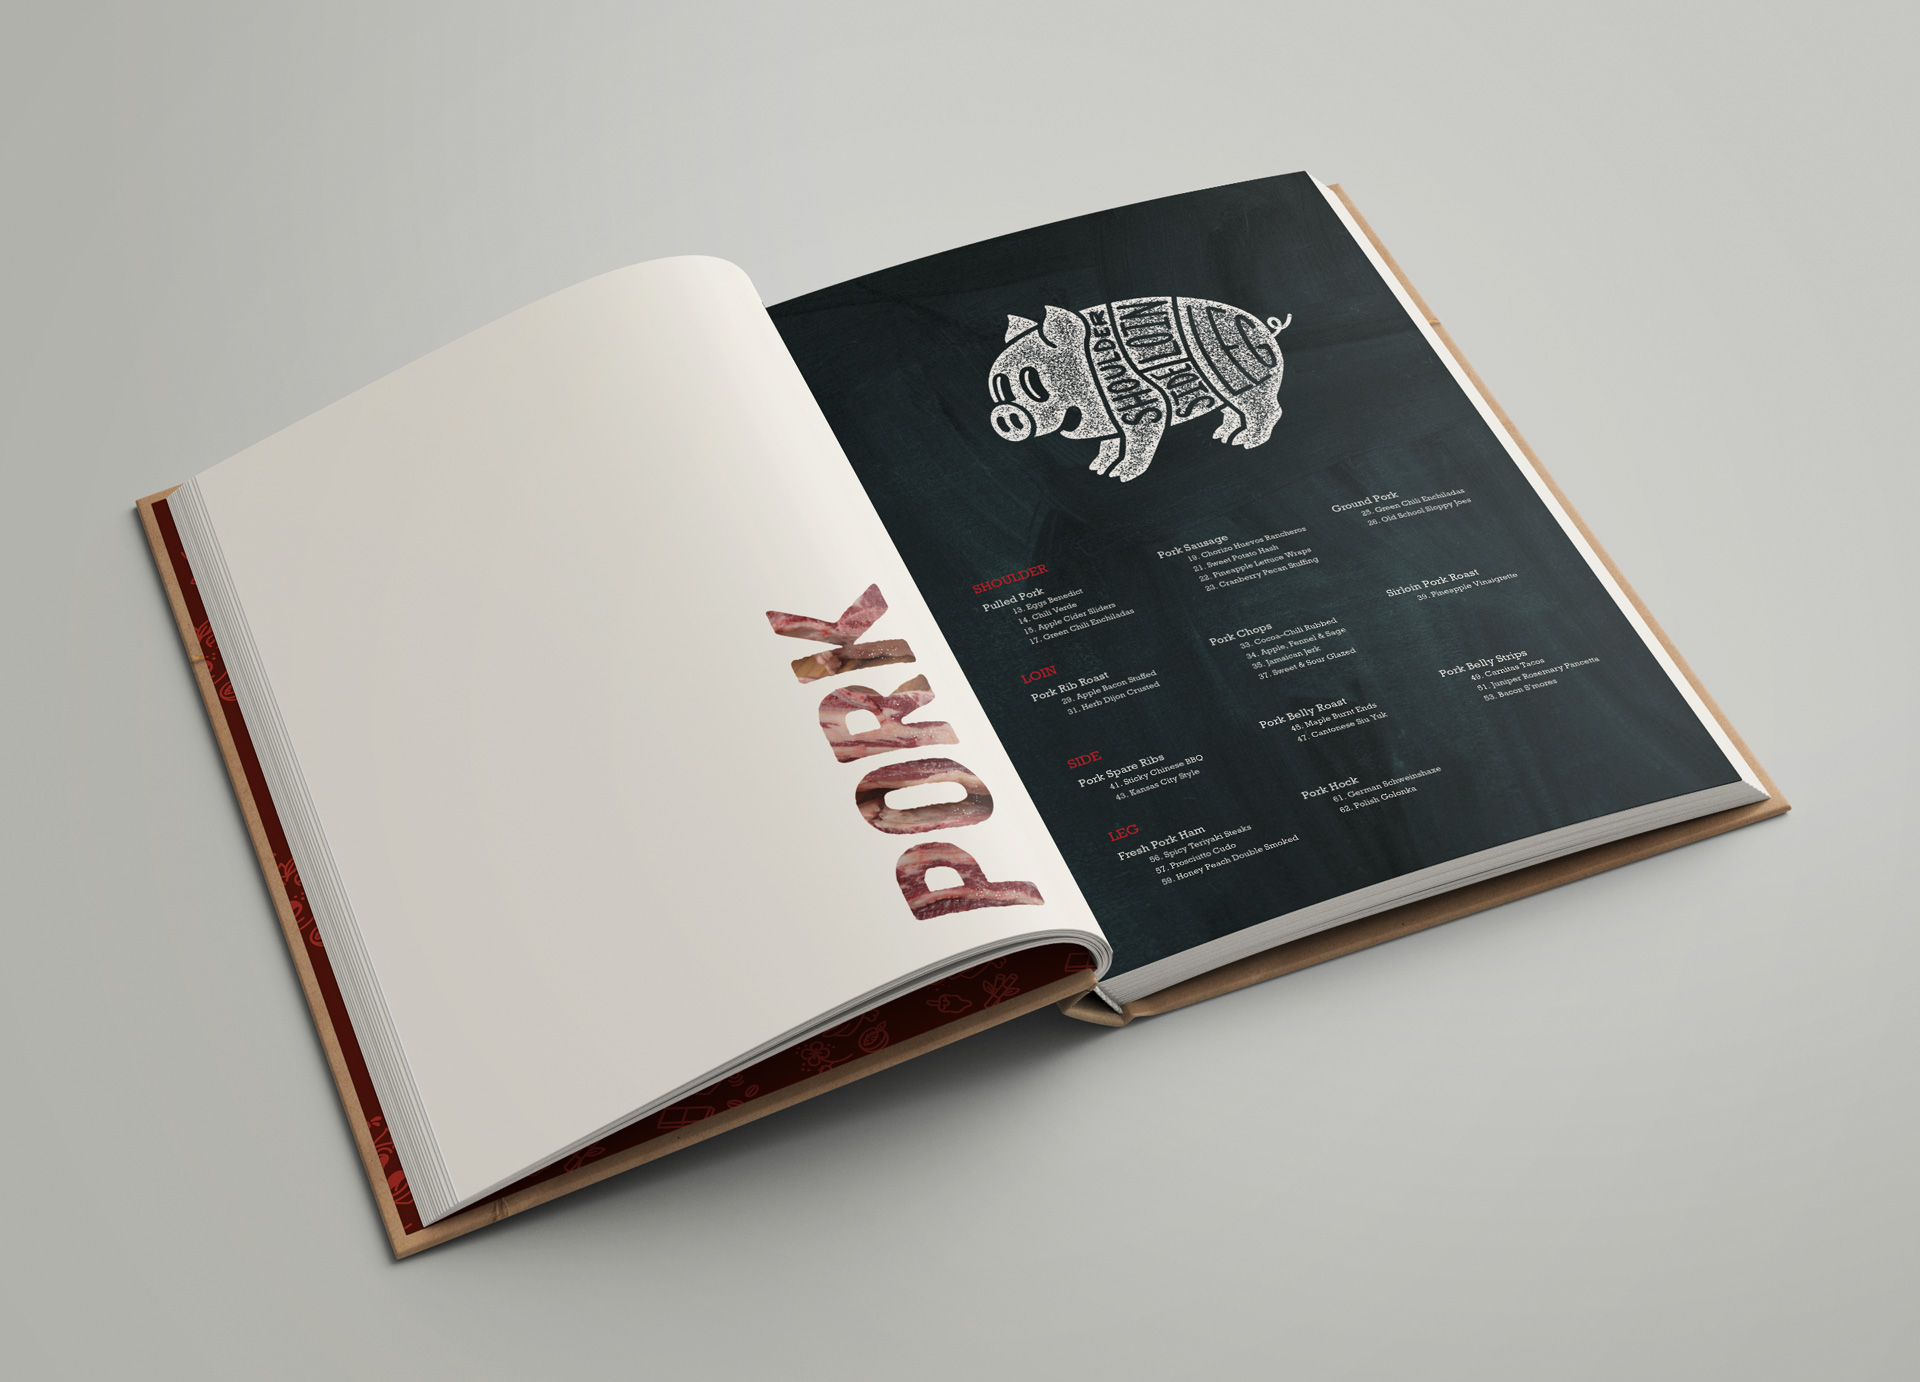 PORK
SHOULDER
LOIN
SIDE
LEG
SHOULDER
Pulled Pork
13. Eggs Benedict
14. Chili Verde
15. Apple Cider Sliders
17. Green Chili Enchiladas
Pork Sausage
19. Chorizo Huevos Rancheros
21. Sweet Potato Hash
22. Pineapple Lettuce Wraps
23. Cranberry Pecan Stuffing
Ground Pork
25. Green Chili Enchiladas
26. Old School Sloppy Joes
LOIN
Pork Rib Roast
29. Apple Bacon Stuffed
31. Herb Dijon Crusted
Pork Chops
33. Cocoa-Chili Rubbed
34. Apple, Fennel & Sage
35. Jamaican Jerk
37. Sweet & Sour Glazed
Sirloin Pork Roast
39. Pineapple Vinaigrette
SIDE
Pork Spare Ribs
41. Sticky Chinese BBQ
43. Kansas City Style
Pork Belly Roast
45. Maple Burnt Ends
47. Cantonese Siu Yuk
Pork Belly Strips
49. Carnitas Tacos
51. Juniper Rosemary Pancetta
53. Bacon S'mores
LEG
Fresh Pork Ham
56. Spicy Teriyaki Steaks
57. Prosciutto Cudo
59. Honey Peach Double Smoked
Pork Hock
61. German Schweinshaxe
62. Polish Golonka